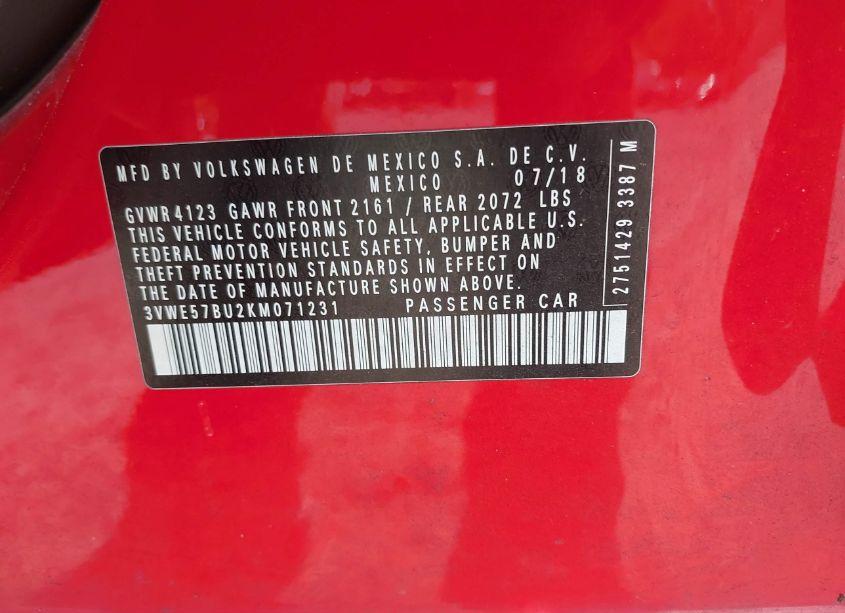 MFD BY VOLKSWAGEN DE MEXICO S.A. DE C.V.
MEXICO 07/18
GVWR 4123 GAWR FRONT 2161 / REAR 2072 LBS
THIS VEHICLE CONFORMS TO ALL APPLICABLE U.S.
FEDERAL MOTOR VEHICLE SAFETY, BUMPER AND
THEFT PREVENTION STANDARDS IN EFFECT ON
THE DATE OF MANUFACTURE SHOWN ABOVE.
3VWE57BU2KM071231 PASSENGER CAR
2751429 3387 M